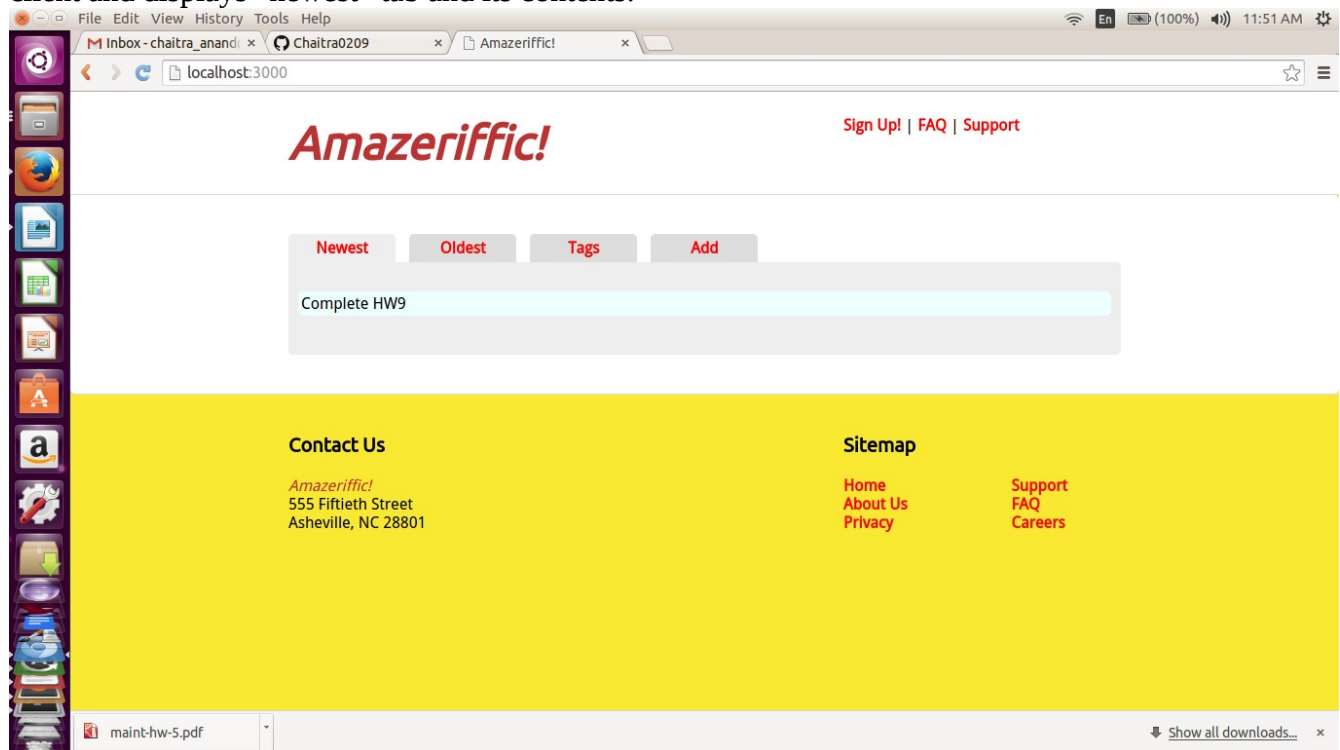 client and displays "newest" tab and its contents.
File Edit View History Tools Help
En (100%) 11:51 AM
Inbox - chaitra_anand × Chaitra0209 × Amazeriffic! ×
localhost:3000
Amazeriffic!
Sign Up! | FAQ | Support
Newest Oldest Tags Add
Complete HW9
Contact Us
Amazeriffic!
555 Fiftieth Street
Asheville, NC 28801
Sitemap
Home Support
About Us FAQ
Privacy Careers
maint-hw-5.pdf
Show all downloads... ×